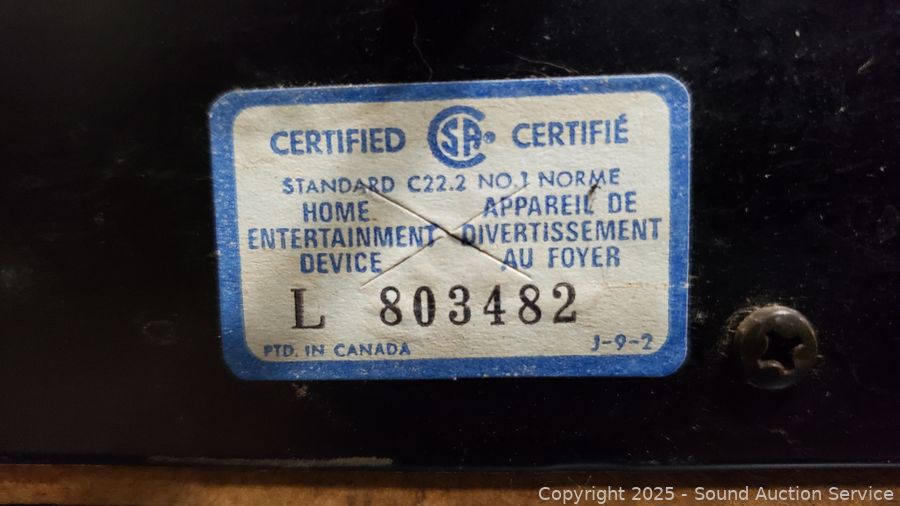 CERTIFIED CSA® CERTIFIÉ
STANDARD C22.2 NO.1 NORME
HOME APPAREIL DE
ENTERTAINMENT DIVERTISSEMENT
DEVICE AU FOYER
L 803482
PTD. IN CANADA J-9-2
Copyright 2025 - Sound Auction Service